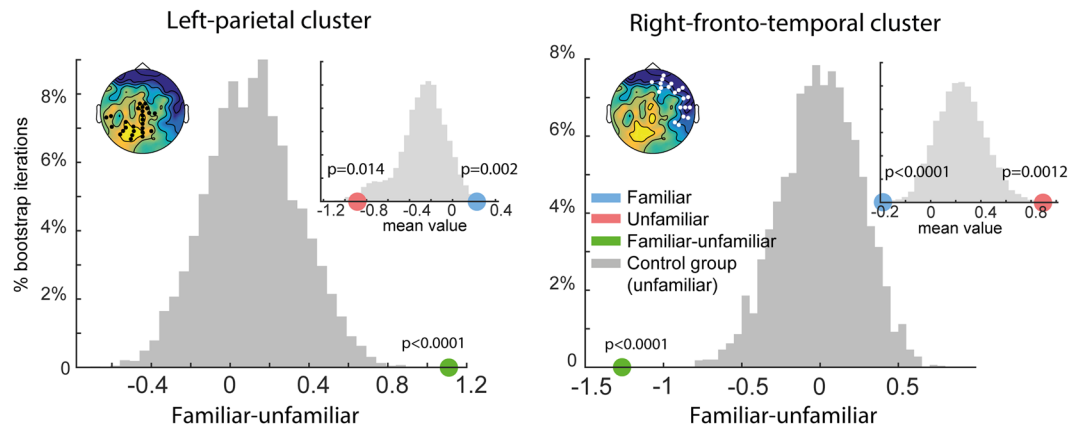 Left-parietal cluster
% bootstrap iterations
8%
6%
4%
2%
0
-0.4 0 0.4 0.8 1.2
Familiar-unfamiliar
p<0.0001
p=0.014 p=0.002
-1.2 -0.8 -0.4 0 0.4
mean value
Right-fronto-temporal cluster
8%
6%
4%
2%
0
-1.5 -1 -0.5 0 0.5
Familiar-unfamiliar
p<0.0001
Familiar
Unfamiliar
Familiar-unfamiliar
Control group
(unfamiliar)
p<0.0001 p=0.0012
-0.2 0 0.4 0.8
mean value